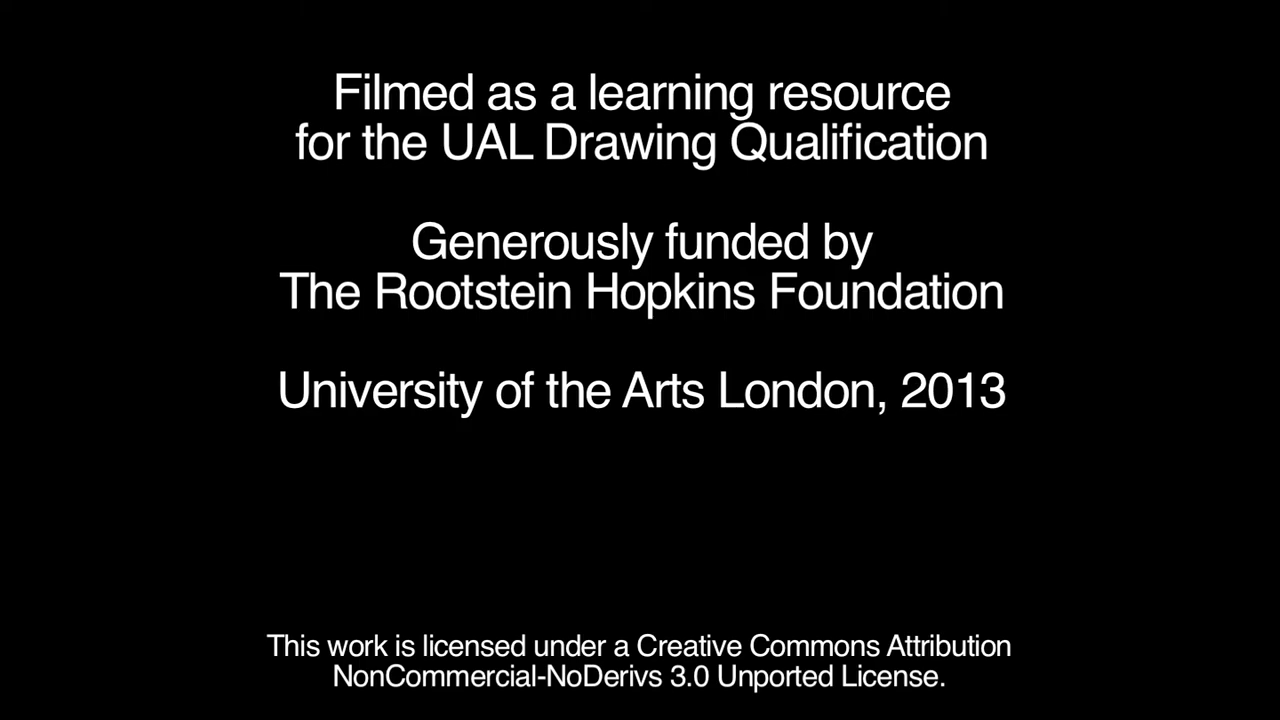 Filmed as a learning resource
for the UAL Drawing Qualification
Generously funded by
The Rootstein Hopkins Foundation
University of the Arts London, 2013
This work is licensed under a Creative Commons Attribution
NonCommercial-NoDerivs 3.0 Unported License.